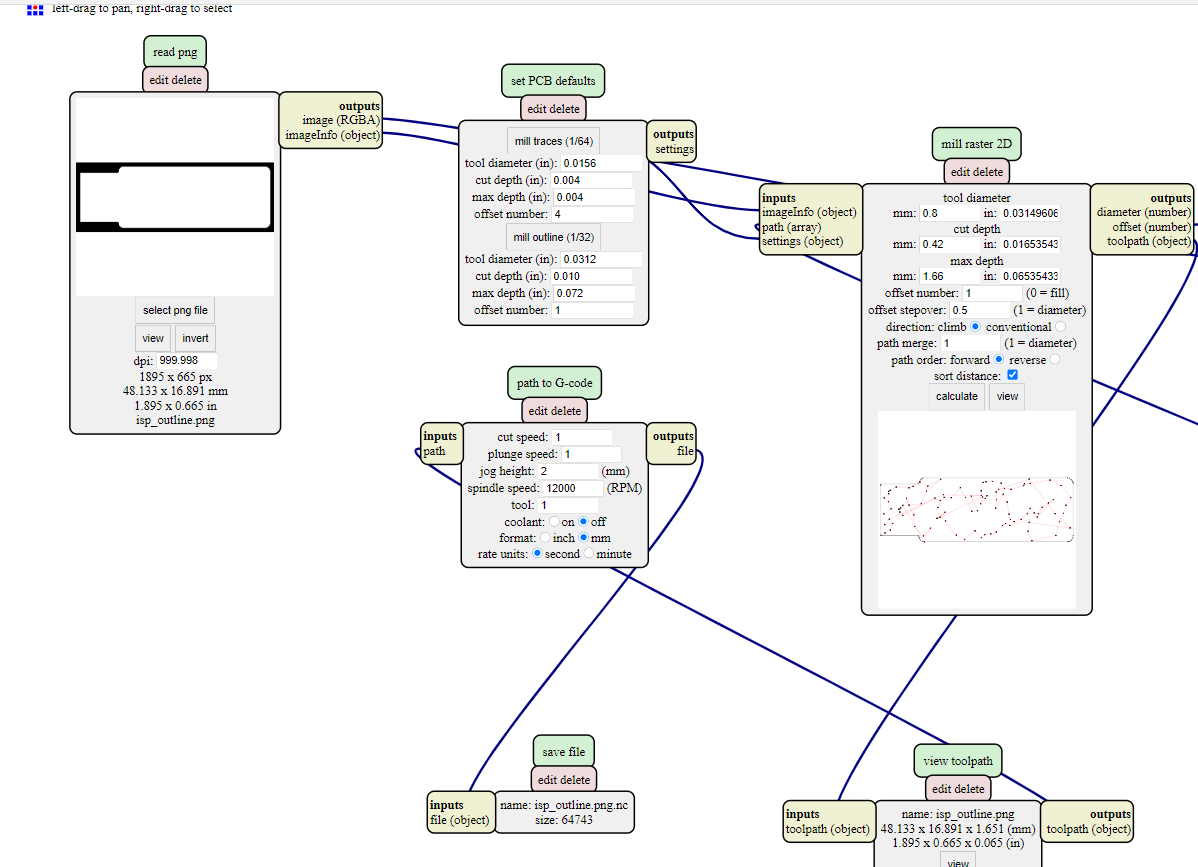 left-drag to pan, right-drag to select
read png
edit delete
outputs
image (RGBA)
imageInfo (object)
select png file
view invert
dpi: 999.998
1895 x 665 px
48.133 x 16.891 mm
1.895 x 0.665 in
isp_outline.png
set PCB defaults
edit delete
mill traces (1/64)
tool diameter (in): 0.0156
cut depth (in): 0.004
max depth (in): 0.004
offset number: 4
mill outline (1/32)
tool diameter (in): 0.0312
cut depth (in): 0.010
max depth (in): 0.072
offset number: 1
outputs
settings
mill raster 2D
edit delete
inputs
imageInfo (object)
path (array)
settings (object)
tool diameter
mm: 0.8 in: 0.03149606
cut depth
mm: 0.42 in: 0.01653543
max depth
mm: 1.66 in: 0.06535433
offset number: 1 (0 = fill)
offset stepover: 0.5 (1 = diameter)
direction: climb conventional
path merge: 1 (1 = diameter)
path order: forward reverse
sort distance:
calculate view
outputs
diameter (number)
offset (number)
toolpath (object)
path to G-code
edit delete
inputs
path
cut speed: 1
plunge speed: 1
jog height: 2 (mm)
spindle speed: 12000 (RPM)
tool: 1
coolant: on off
format: inch mm
rate units: second minute
outputs
file
save file
edit delete
inputs
file (object)
name: isp_outline.png.nc
size: 64743
view toolpath
edit delete
inputs
toolpath (object)
name: isp_outline.png
48.133 x 16.891 x 1.651 (mm)
1.895 x 0.665 x 0.065 (in)
view
outputs
toolpath (object)